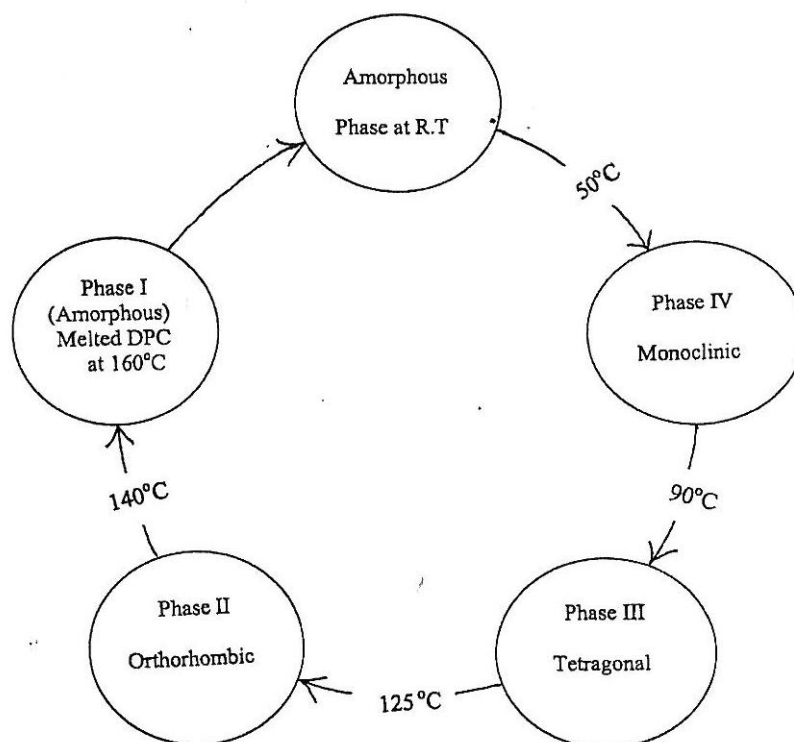 Amorphous
Phase at R.T
50°C
Phase IV
Monoclinic
90°C
Phase III
Tetragonal
125°C
Phase II
Orthorhombic
140°C
Phase I
(Amorphous)
Melted DPC
at 160°C